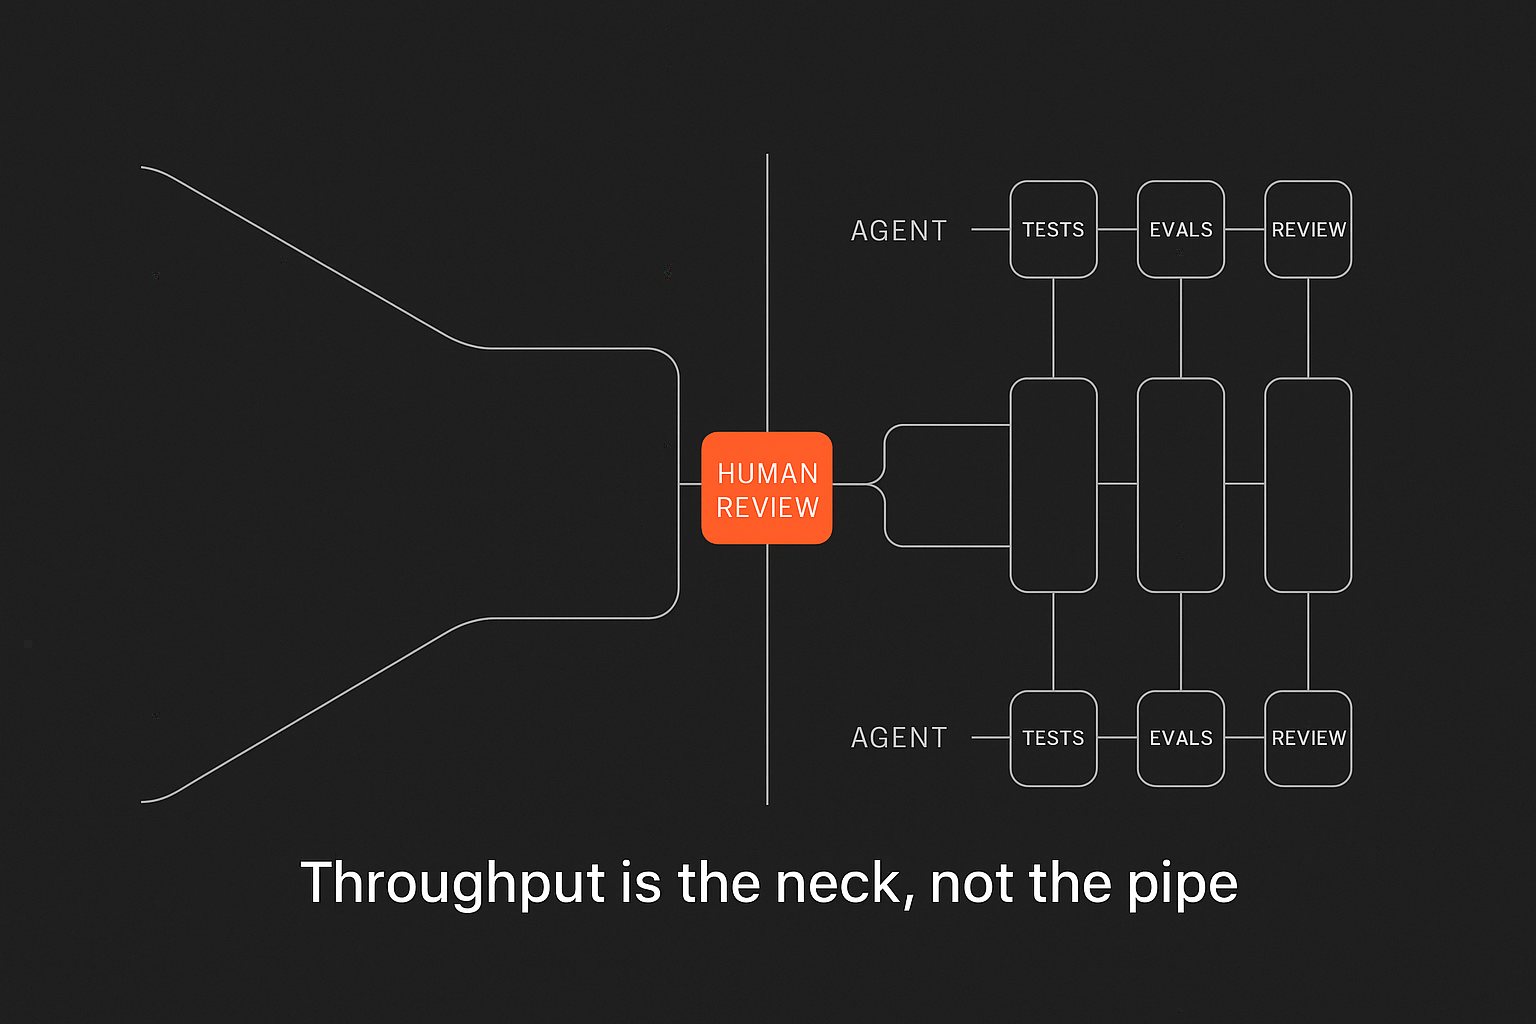 AGENT
TESTS
EVALS
REVIEW
HUMAN
REVIEW
AGENT
TESTS
EVALS
REVIEW
Throughput is the neck, not the pipe